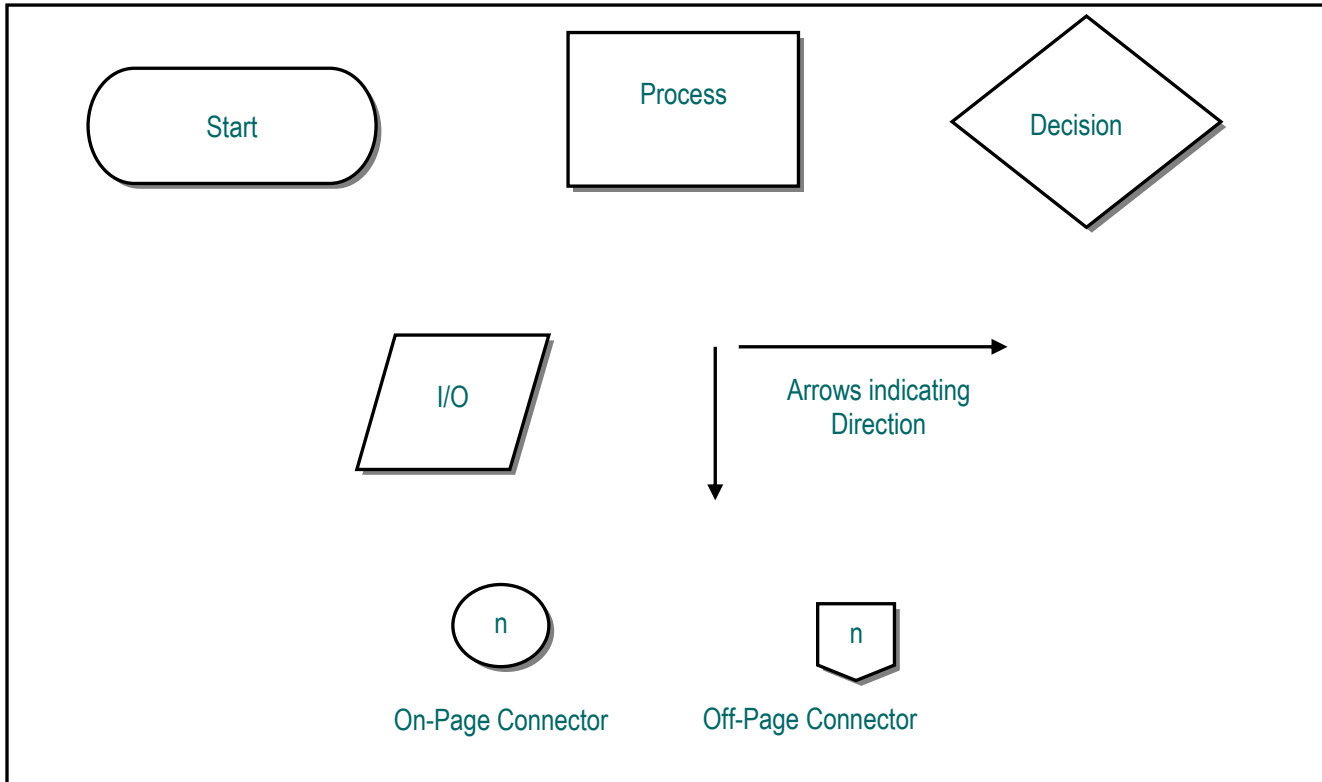 Start
Process
Decision
I/O
Arrows indicating
Direction
n
n
On-Page Connector
Off-Page Connector